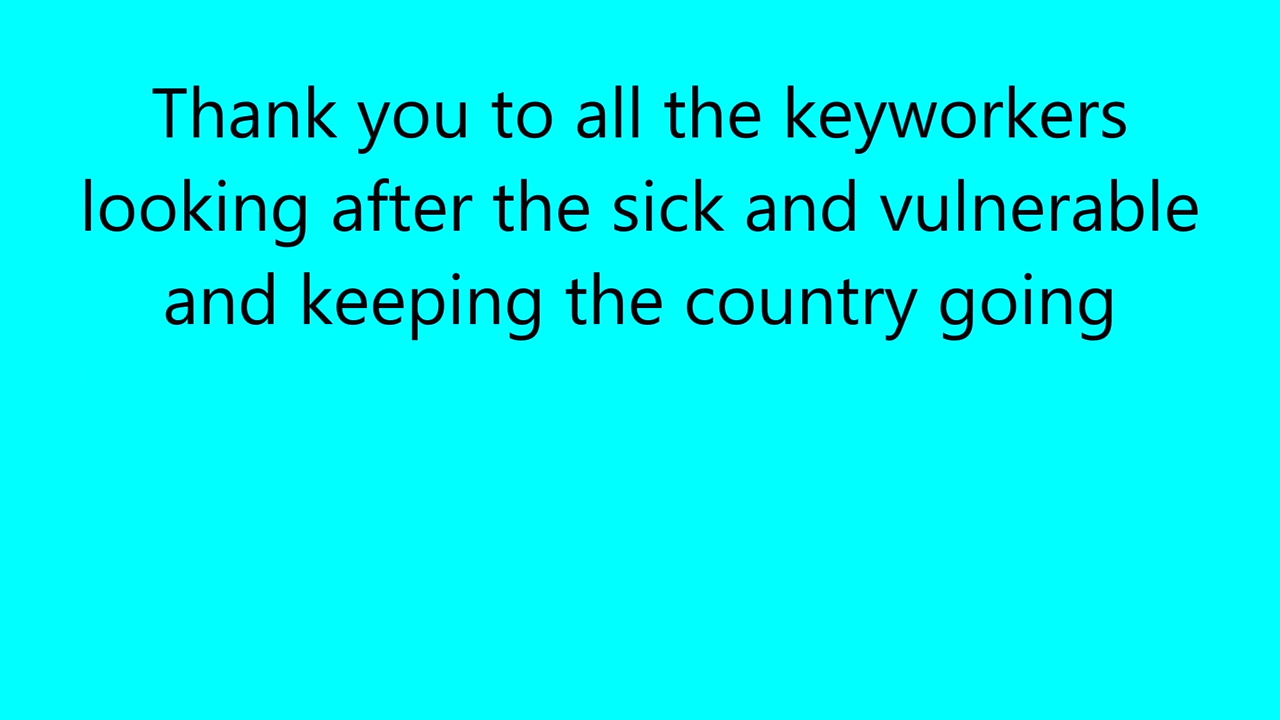 Thank you to all the keyworkers
looking after the sick and vulnerable
and keeping the country going